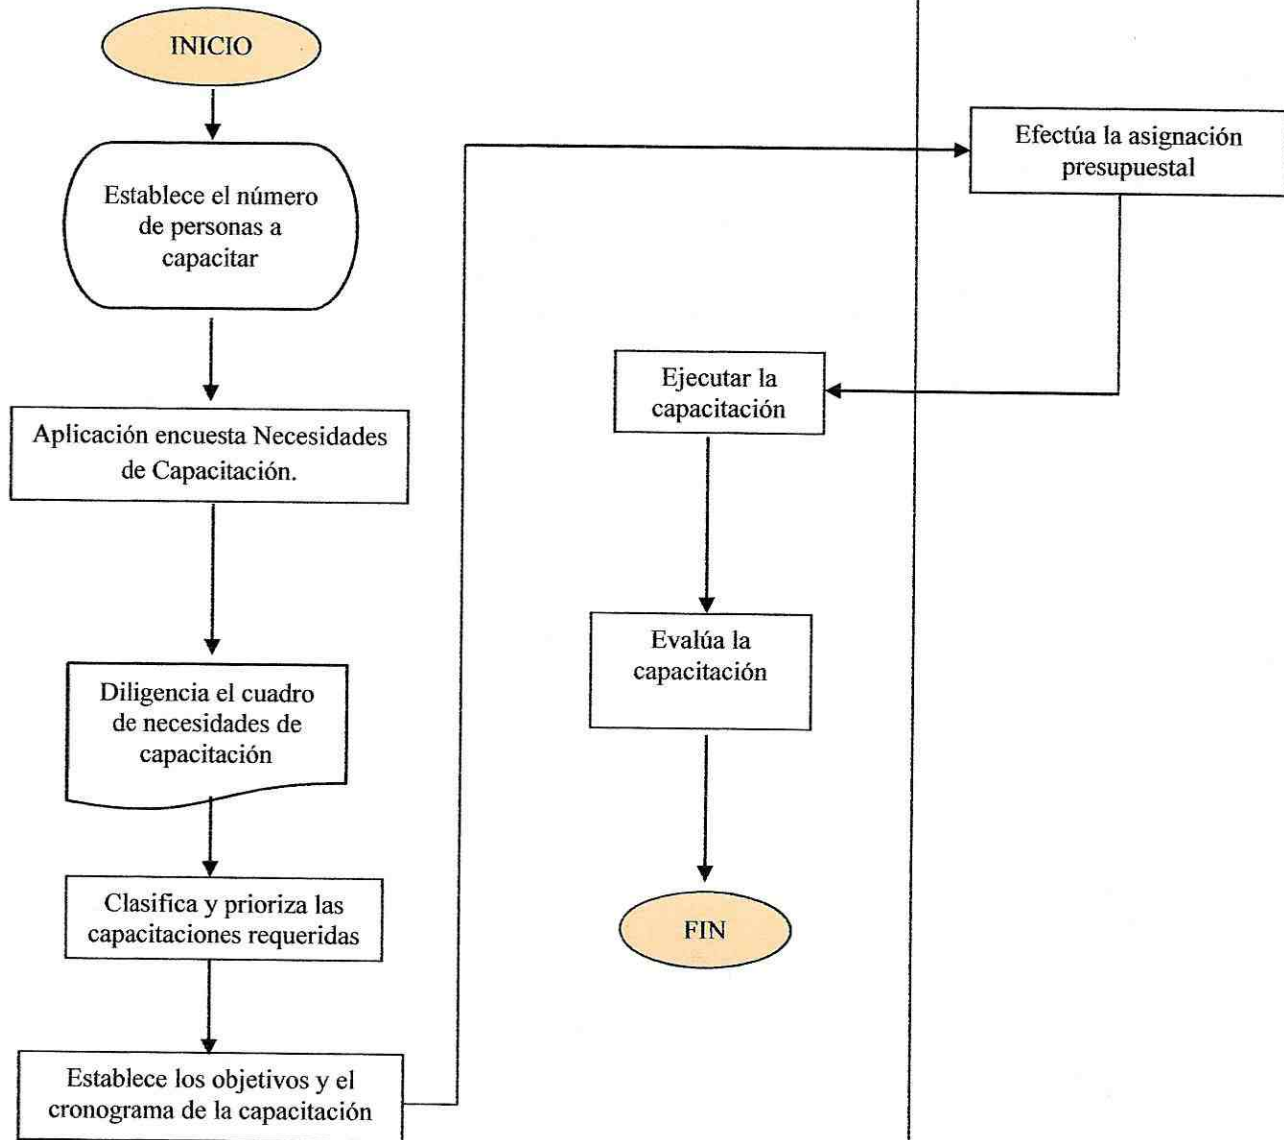 INICIO
Establece el número
de personas a
capacitar
Aplicación encuesta Necesidades
de Capacitación.
Diligencia el cuadro
de necesidades de
capacitación
Clasifica y prioriza las
capacitaciones requeridas
Establece los objetivos y el
cronograma de la capacitación
Efectúa la asignación
presupuestal
Ejecutar la
capacitación
Evalúa la
capacitación
FIN